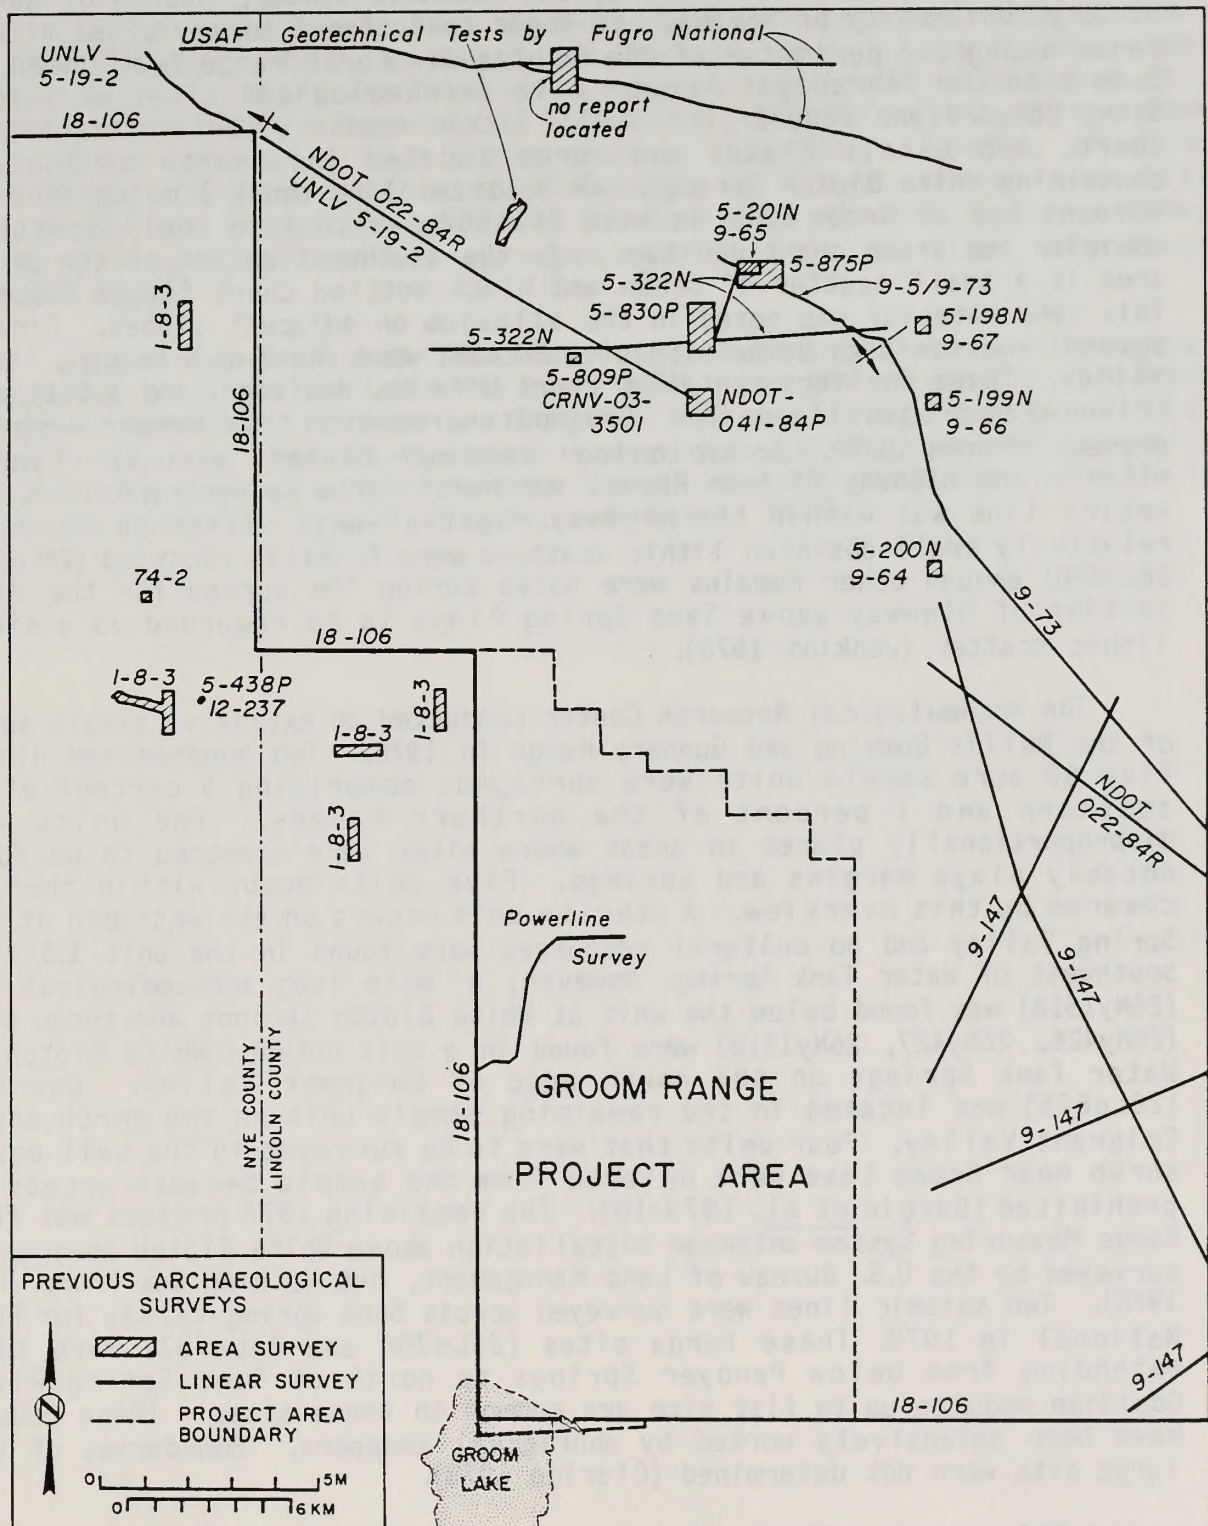 USAF Geotechnical Tests by Fugro National
UNLV
5-19-2
no report
located
18-106
NDOT 022-84R
UNLV 5-19-2
5-201N
9-65
5-322N
5-875P
5-830P
9-5/9-73
1-8-3
5-198N
9-67
5-322N
5-809P
CRNV-03-
3501
NDOT-
041-84P
5-199N
9-66
18-106
5-200N
9-64
74-2
9-73
18-106
1-8-3
5-438P
12-237
1-8-3
1-8-3
NDOT
022-84R
1-8-3
Powerline
Survey
9-147
9-147
18-106
GROOM RANGE
PROJECT AREA
9-147
NYE COUNTY
LINCOLN COUNTY
PREVIOUS ARCHAEOLOGICAL
SURVEYS
AREA SURVEY
LINEAR SURVEY
PROJECT AREA
BOUNDARY
N
0 5M
0 6 KM
9-147
18-106
GROOM
LAKE